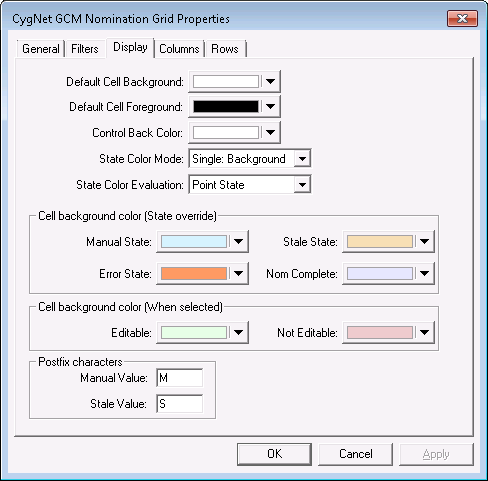 CygNet GCM Nomination Grid Properties
General Filters Display Columns Rows
Default Cell Background:
Default Cell Foreground:
Control Back Color:
State Color Mode: Single: Background
State Color Evaluation: Point State
Cell background color (State override)
Manual State: Stale State:
Error State: Nom Complete:
Cell background color (When selected)
Editable: Not Editable:
Postfix characters
Manual Value: M
Stale Value: S
OK Cancel Apply